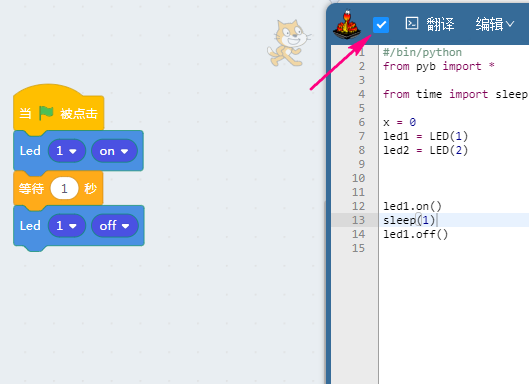 当 被点击
Led 1 on
等待 1 秒
Led 1 off
翻译 编辑
1 #/bin/python
2 from pyb import *
3
4 from time import sleep
5
6 x = 0
7 led1 = LED(1)
8 led2 = LED(2)
9
10
11
12 led1.on()
13 sleep(1)
14 led1.off()
15